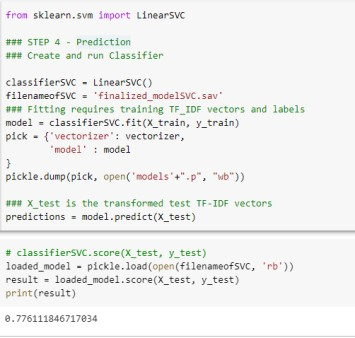 from sklearn.svm import LinearSVC
### STEP 4 - Prediction
### Create and run Classifier
classifierSVC = LinearSVC()
filenameofSVC = 'finalized_modelSVC.sav'
### Fitting requires training TF_IDF vectors and labels
model = classifierSVC.fit(X_train, y_train)
pick = {'vectorizer': vectorizer,
'model' : model
}
pickle.dump(pick, open('models'+".p", "wb"))
### X_test is the transformed test TF-IDF vectors
predictions = model.predict(X_test)
# classifierSVC.score(X_test, y_test)
loaded_model = pickle.load(open(filenameofSVC, 'rb'))
result = loaded_model.score(X_test, y_test)
print(result)
0.776111846717034